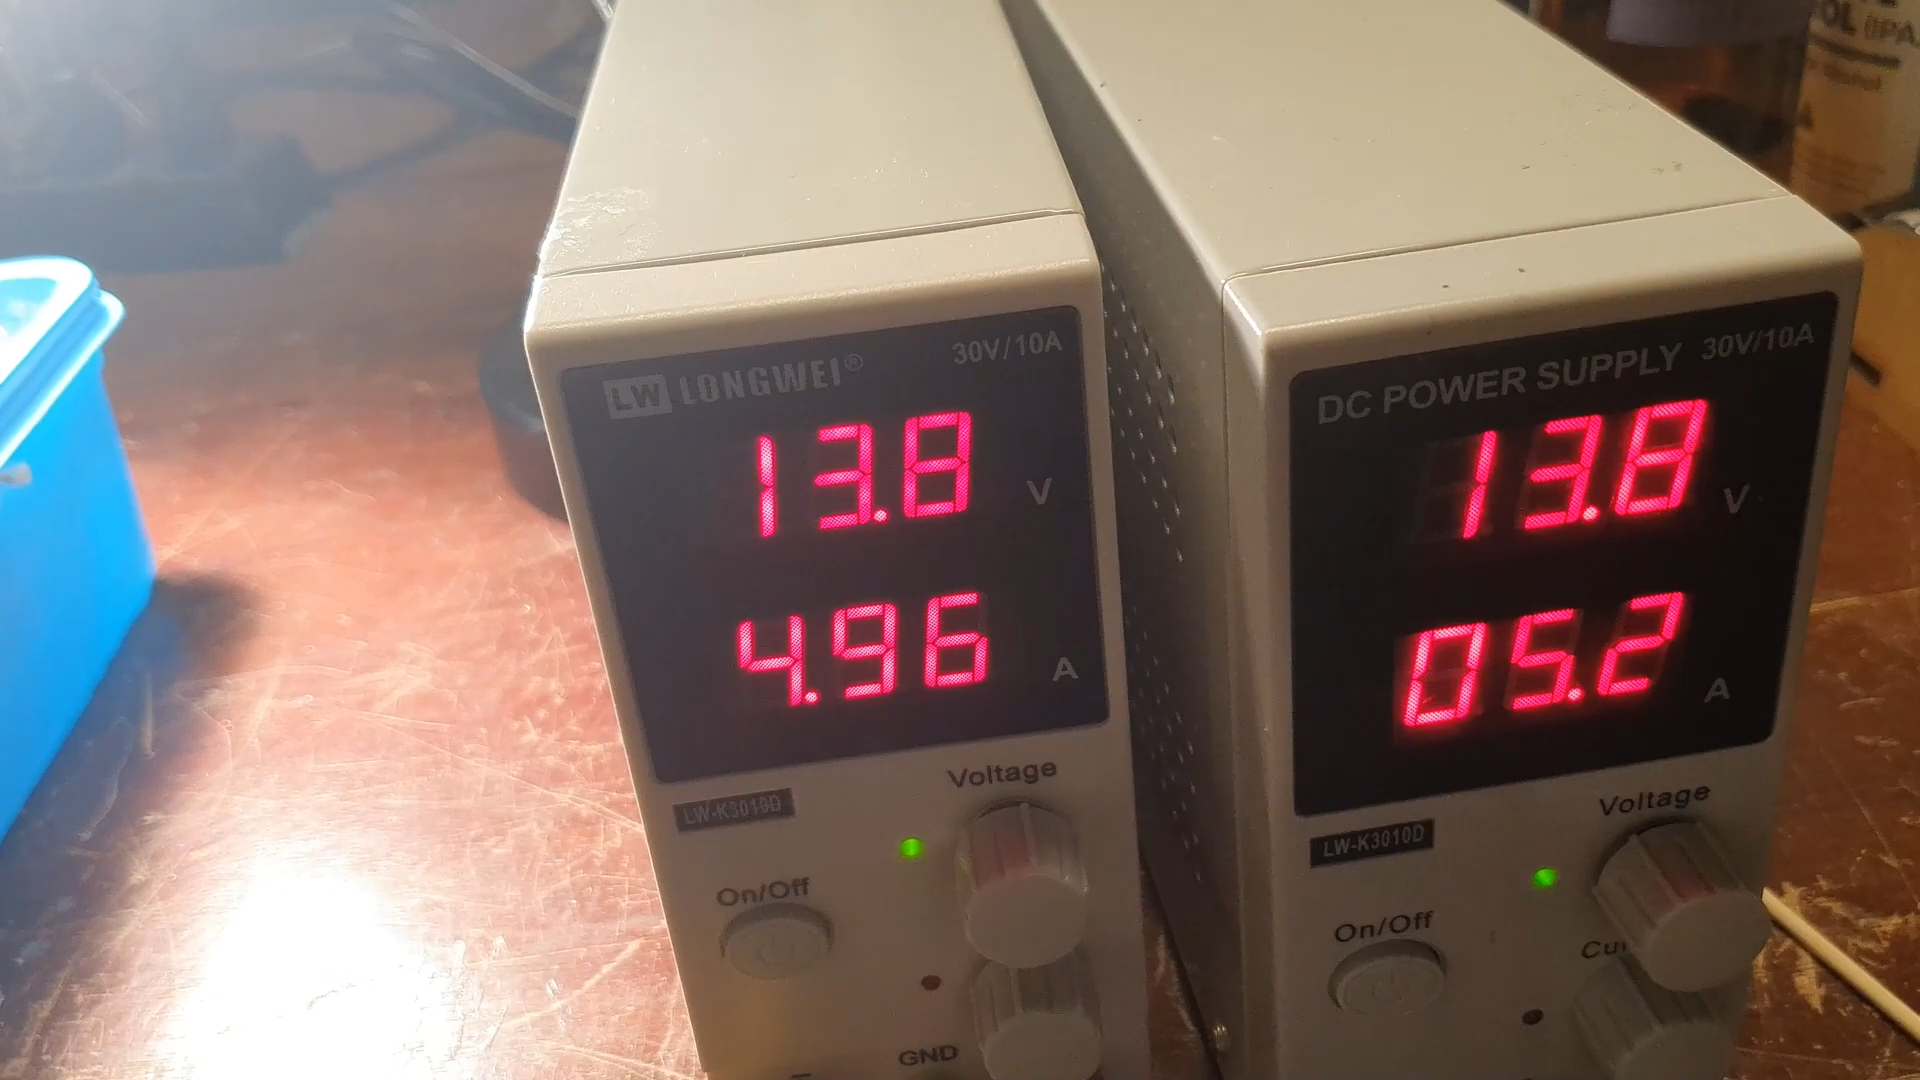 LW LONGWEI® 30V/10A
13.8 V
4.96 A
Voltage
LW-K3010D
On/Off
GND
DC POWER SUPPLY 30V/10A
13.8 V
05.2 A
Voltage
LW-K3010D
On/Off